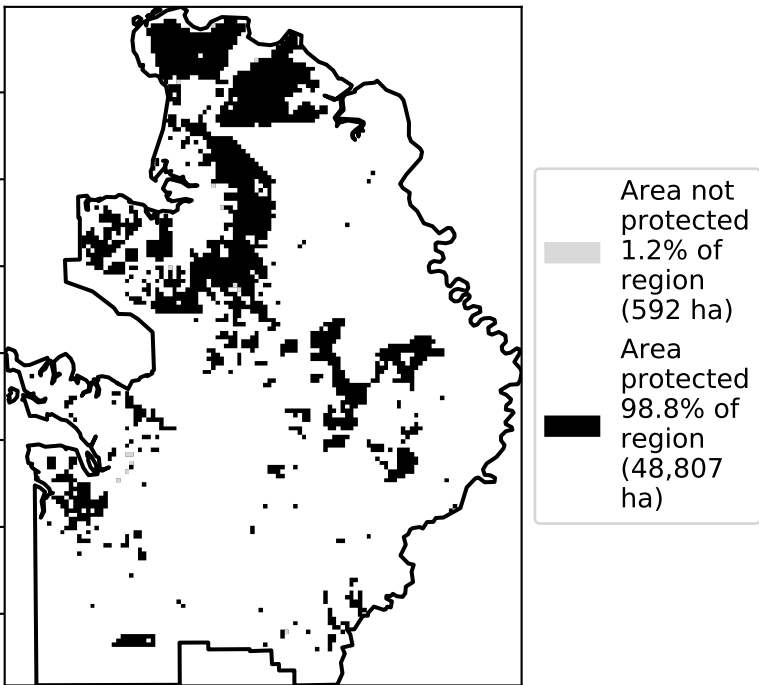 Area not
protected
1.2% of
region
(592 ha)
Area
protected
98.8% of
region
(48,807
ha)